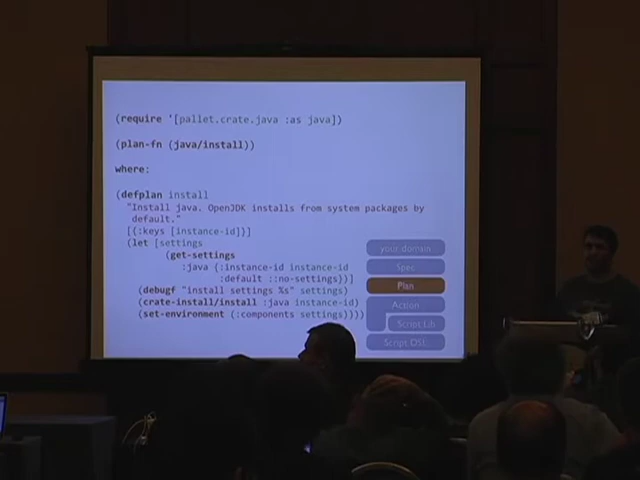 (require '[pallet.crate.java :as java])
(plan-fn (java/install))
where:
(defplan install
"Install java. OpenJDK installs from system packages by
default."
[{:keys [instance-id]}]
(let [settings
(get-settings
:java {:instance-id instance-id
:default ::no-settings})]
(debugf "install settings %s" settings)
(crate-install/install :java instance-id)
(set-environment (:components settings))))
your domain...
Spec
Plan
Action
Script Lib
Script DSL